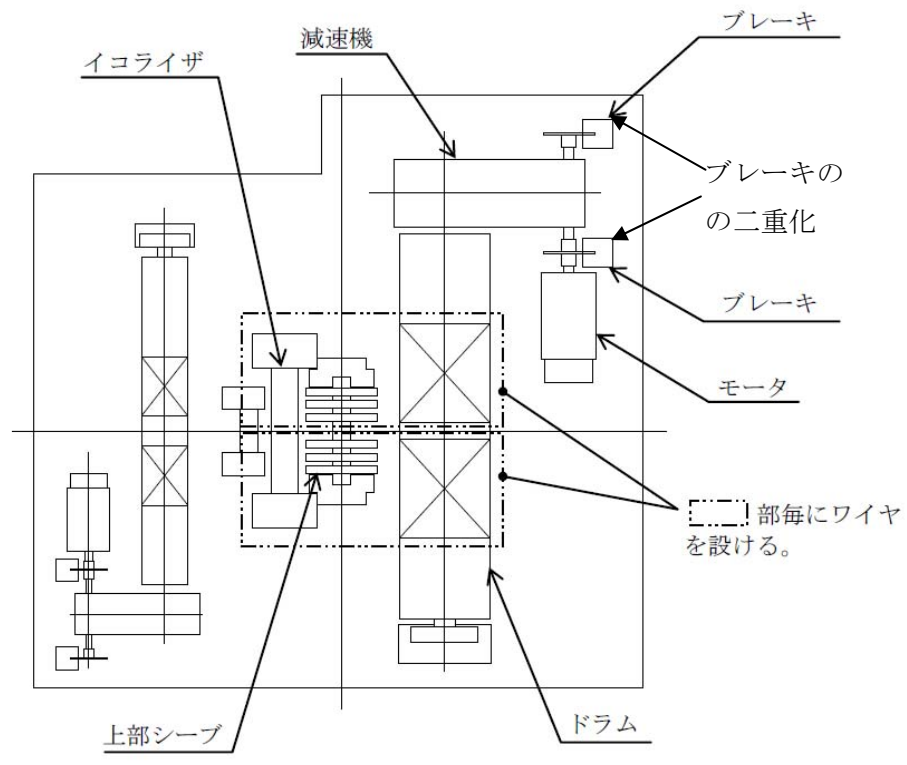 ブレーキ
減速機
イコライザ
ブレーキの
の二重化
ブレーキ
モータ
部毎にワイヤ
を設ける。
上部シーブ
ドラム